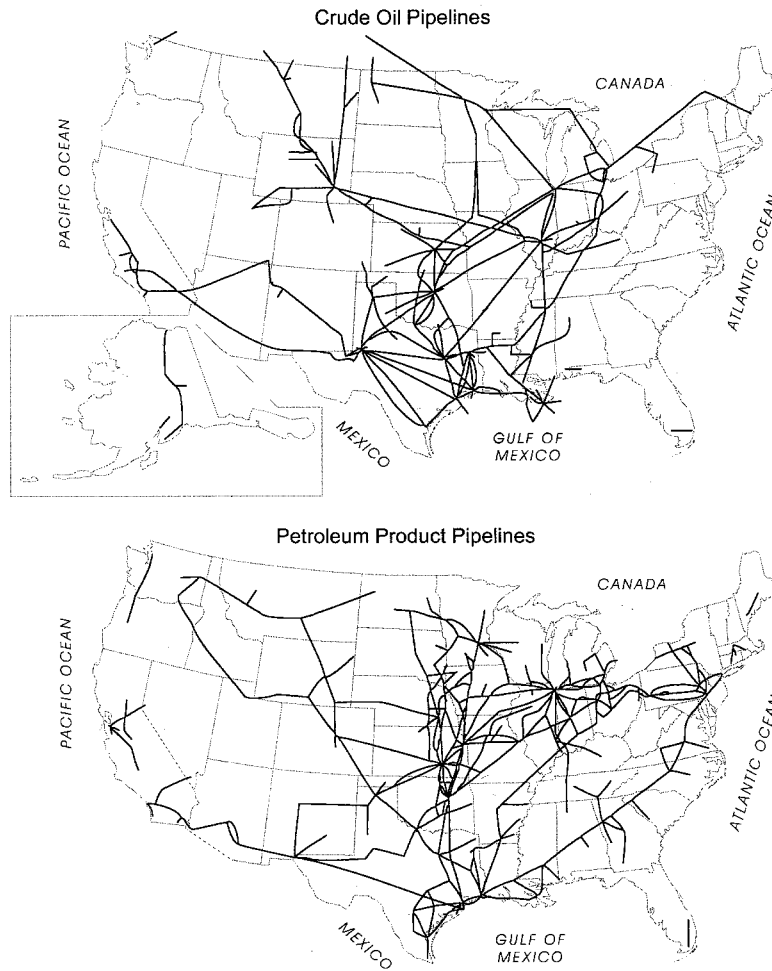 Crude Oil Pipelines
CANADA
PACIFIC OCEAN
ATLANTIC OCEAN
MEXICO
GULF OF
MEXICO
Petroleum Product Pipelines
CANADA
PACIFIC OCEAN
ATLANTIC OCEAN
MEXICO
GULF OF
MEXICO